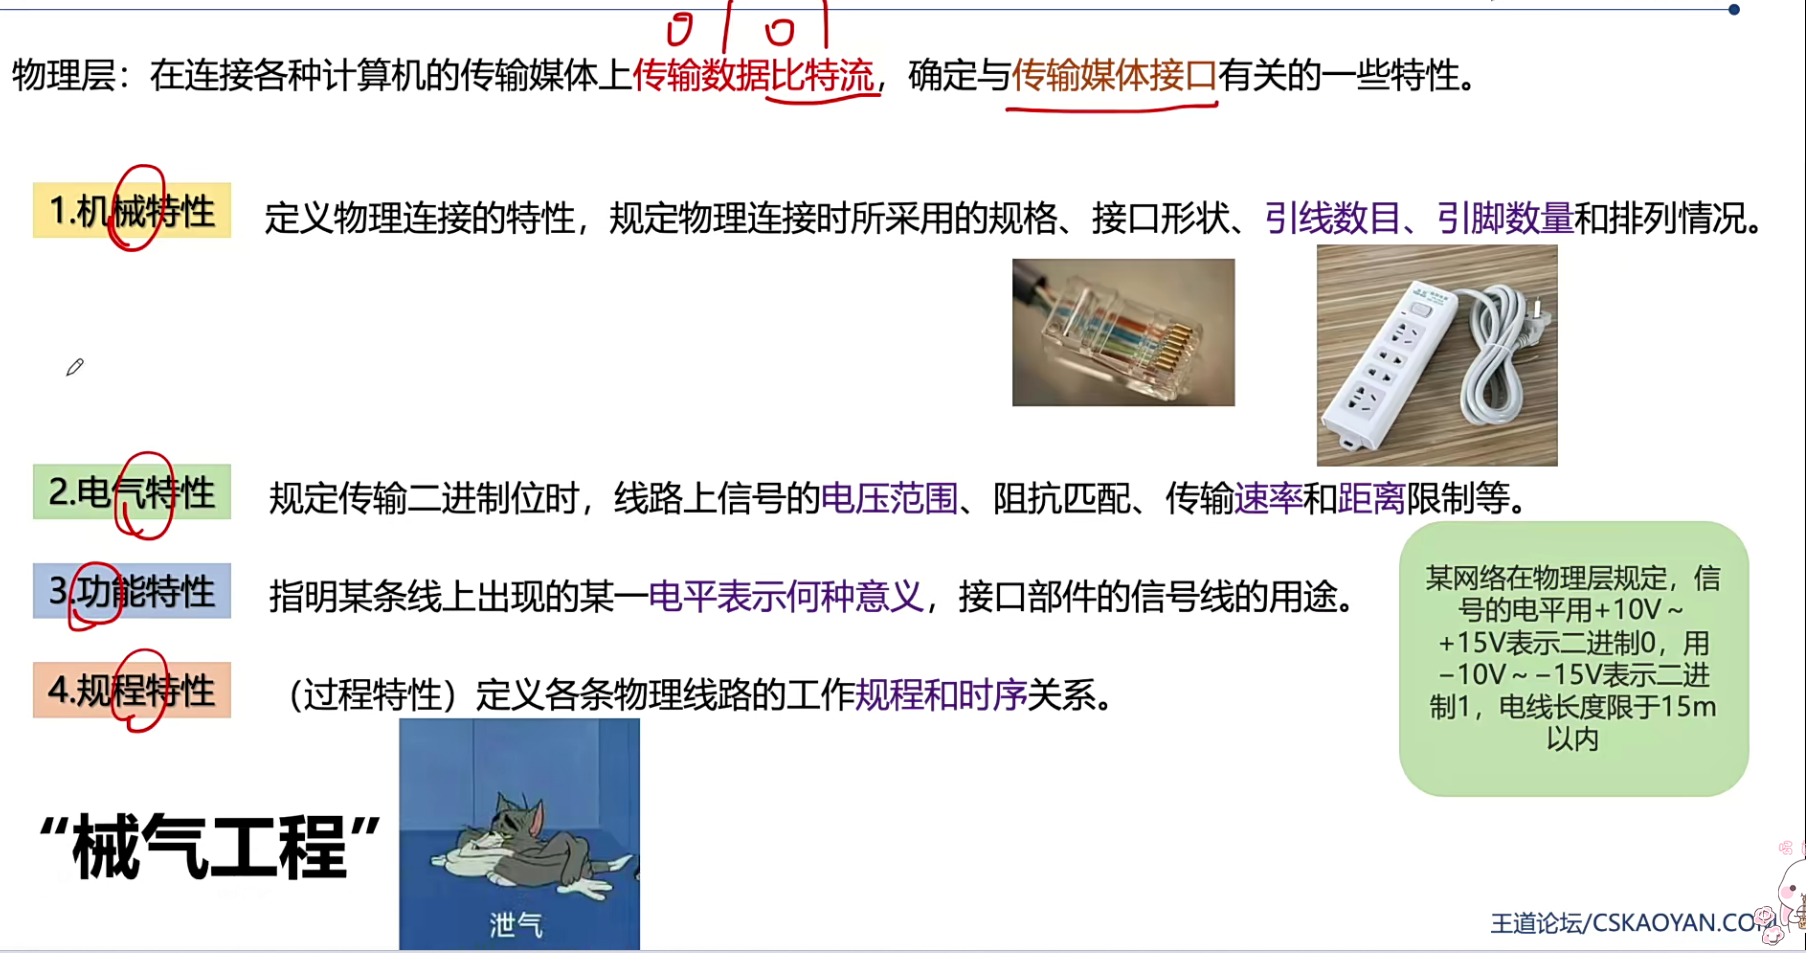 物理层：在连接各种计算机的传输媒体上传输数据比特流，确定与传输媒体接口有关的一些特性。
1.机械特性
定义物理连接的特性，规定物理连接时所采用的规格、接口形状、引线数目、引脚数量和排列情况。
2.电气特性
规定传输二进制位时，线路上信号的电压范围、阻抗匹配、传输速率和距离限制等。
3.功能特性
指明某条线上出现的某一电平表示何种意义，接口部件的信号线的用途。
4.规程特性
（过程特性）定义各条物理线路的工作规程和时序关系。
某网络在物理层规定，信
号的电平用+10V～
+15V表示二进制0，用
−10V～−15V表示二进
制1，电线长度限于15m
以内
“械气工程”
泄气
王道论坛/CSKAOYAN.COM